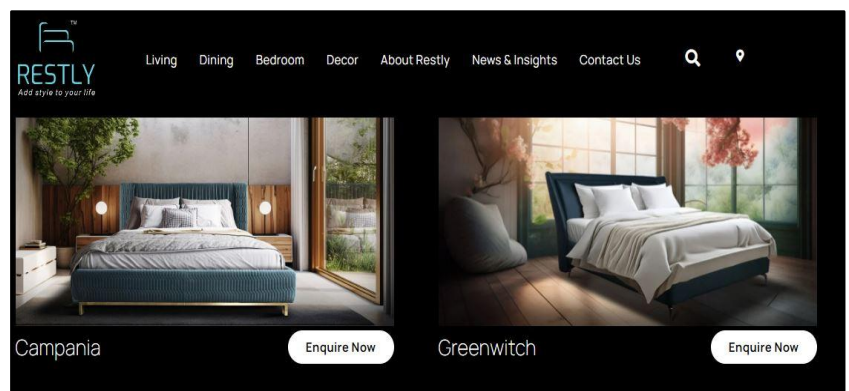 TM
RESTLY
Add style to your life
Living Dining Bedroom Decor About Restly News & Insights Contact Us
Campania Enquire Now Greenwitch Enquire Now